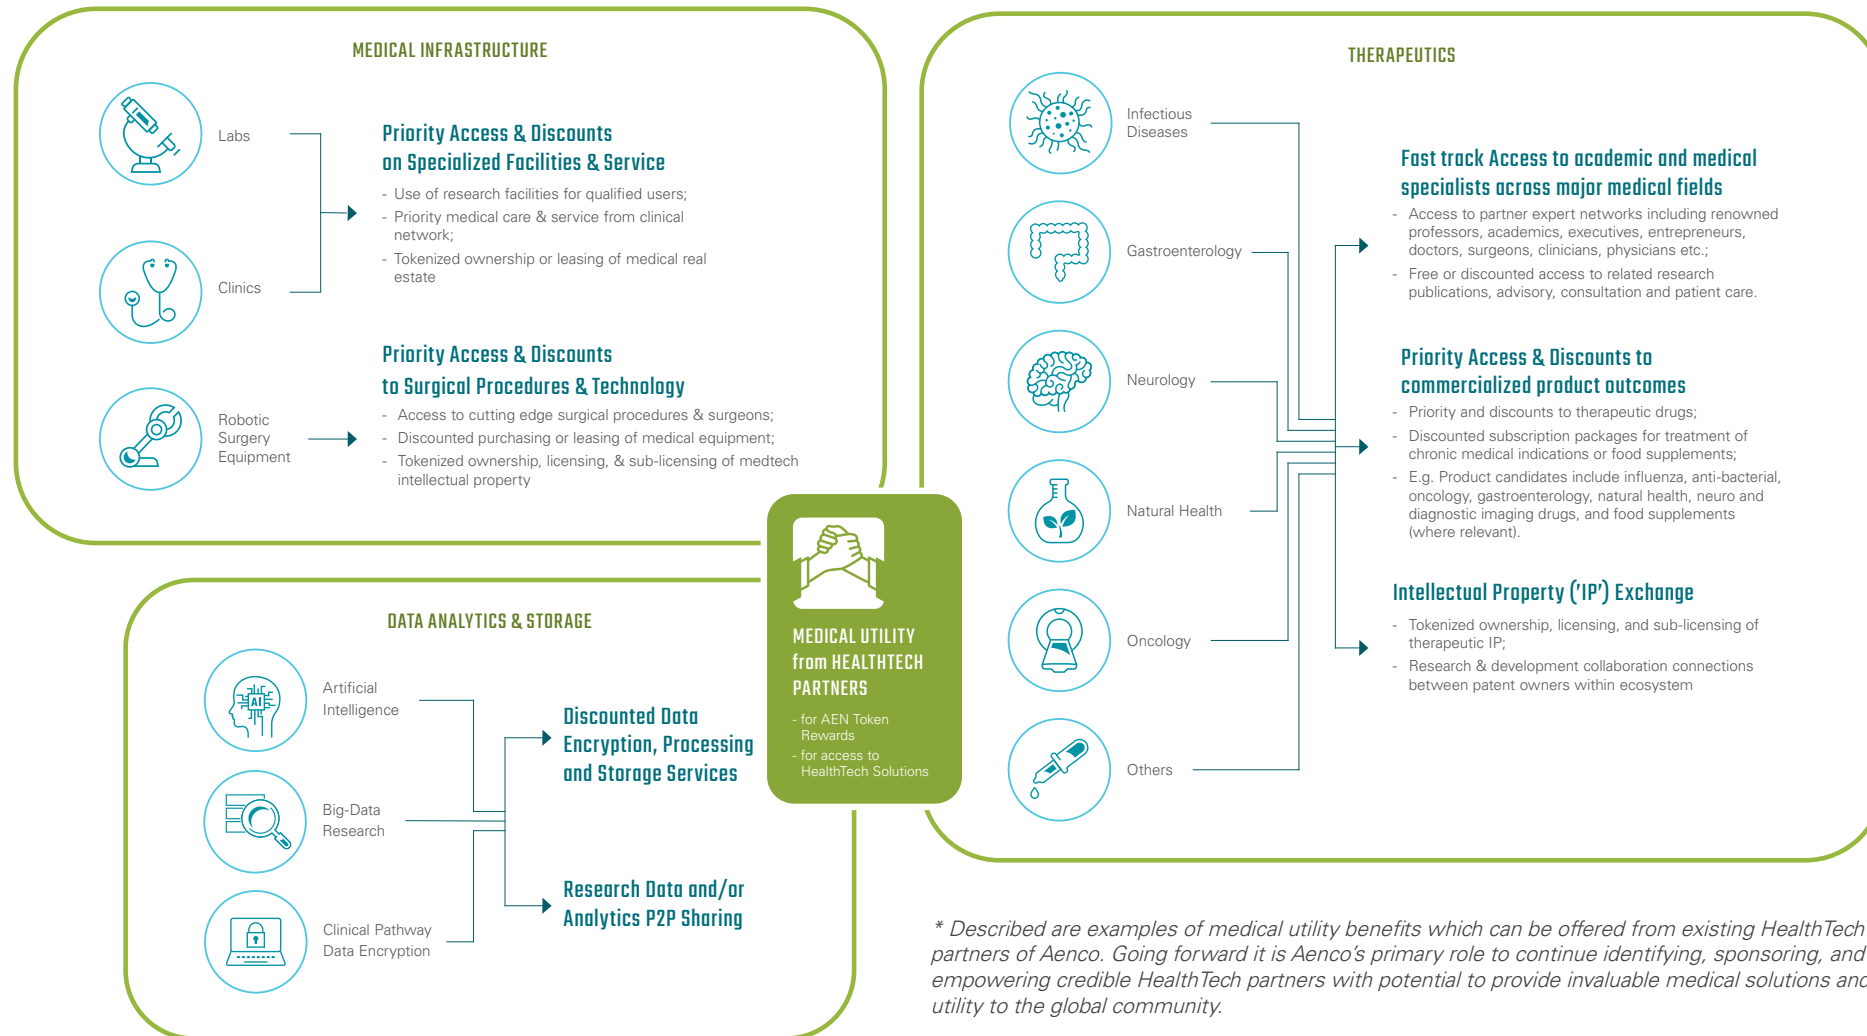 MEDICAL INFRASTRUCTURE
Labs
Clinics
Priority Access & Discounts
on Specialized Facilities & Service
- Use of research facilities for qualified users;
- Priority medical care & service from clinical
network;
- Tokenized ownership or leasing of medical real
estate
Robotic
Surgery
Equipment
Priority Access & Discounts
to Surgical Procedures & Technology
- Access to cutting edge surgical procedures & surgeons;
- Discounted purchasing or leasing of medical equipment;
- Tokenized ownership, licensing, & sub-licensing of medtech
intellectual property
DATA ANALYTICS & STORAGE
Artificial
Intelligence
AI
Big-Data
Research
Clinical Pathway
Data Encryption
Discounted Data
Encryption, Processing
and Storage Services
Research Data and/or
Analytics P2P Sharing
MEDICAL UTILITY
from HEALTHTECH
PARTNERS
- for AEN Token
Rewards
- for access to
HealthTech Solutions
THERAPEUTICS
Infectious
Diseases
Gastroenterology
Neurology
Natural Health
Oncology
Others
Fast track Access to academic and medical
specialists across major medical fields
- Access to partner expert networks including renowned
professors, academics, executives, entrepreneurs,
doctors, surgeons, clinicians, physicians etc.;
- Free or discounted access to related research
publications, advisory, consultation and patient care.
Priority Access & Discounts to
commercialized product outcomes
- Priority and discounts to therapeutic drugs;
- Discounted subscription packages for treatment of
chronic medical indications or food supplements;
- E.g. Product candidates include influenza, anti-bacterial,
oncology, gastroenterology, natural health, neuro and
diagnostic imaging drugs, and food supplements
(where relevant).
Intellectual Property ('IP') Exchange
- Tokenized ownership, licensing, and sub-licensing of
therapeutic IP;
- Research & development collaboration connections
between patent owners within ecosystem
* Described are examples of medical utility benefits which can be offered from existing HealthTech
partners of Aenco. Going forward it is Aenco's primary role to continue identifying, sponsoring, and
empowering credible HealthTech partners with potential to provide invaluable medical solutions and
utility to the global community.